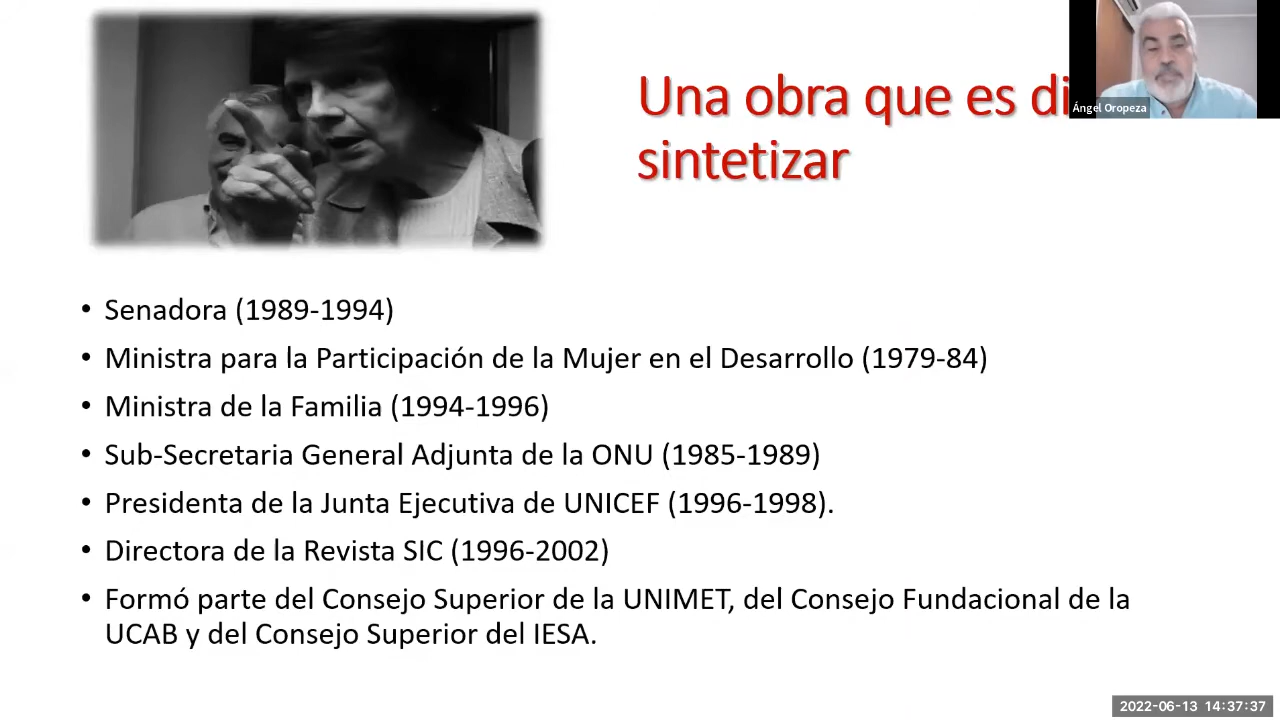 Una obra que es di
sintetizar
Ángel Oropeza
• Senadora (1989-1994)
• Ministra para la Participación de la Mujer en el Desarrollo (1979-84)
• Ministra de la Familia (1994-1996)
• Sub-Secretaria General Adjunta de la ONU (1985-1989)
• Presidenta de la Junta Ejecutiva de UNICEF (1996-1998).
• Directora de la Revista SIC (1996-2002)
• Formó parte del Consejo Superior de la UNIMET, del Consejo Fundacional de la
UCAB y del Consejo Superior del IESA.
2022-06-13 14:37:37